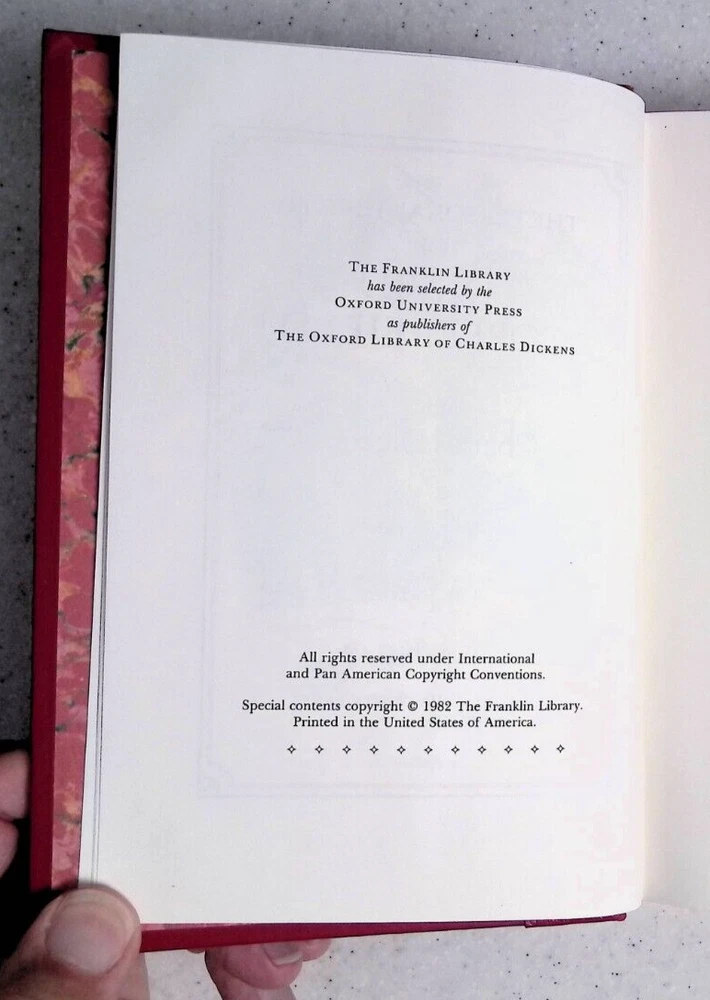 THE FRANKLIN LIBRARY
has been selected by the
OXFORD UNIVERSITY PRESS
as publishers of
THE OXFORD LIBRARY OF CHARLES DICKENS
All rights reserved under International
and Pan American Copyright Conventions.
Special contents copyright © 1982 The Franklin Library.
Printed in the United States of America.